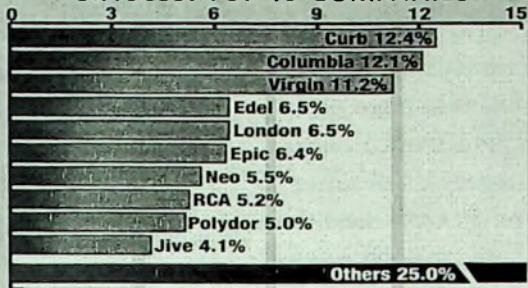 0 3 6 9 12 15
Curb 12.4%
Columbia 12.1%
Virgin 11.2%
Edel 6.5%
London 6.5%
Epic 6.4%
Neo 5.5%
RCA 5.2%
Polydor 5.0%
Jive 4.1%
Others 25.0%